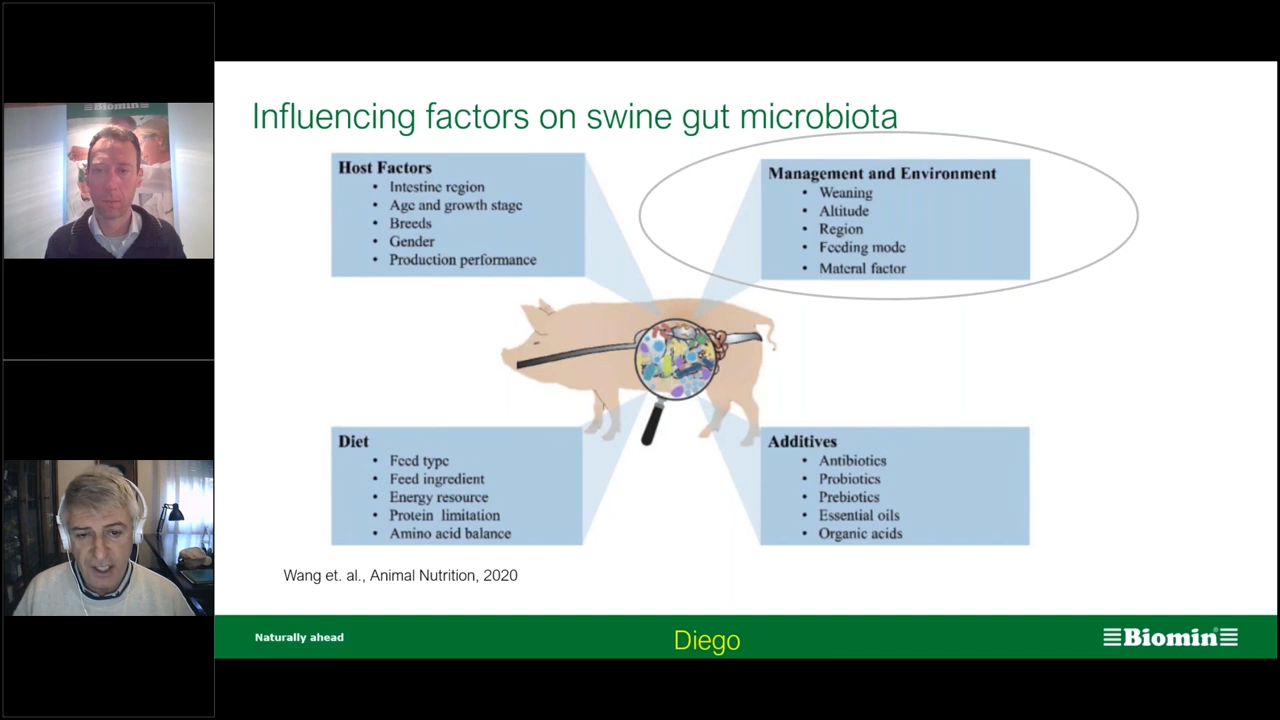 Biomin
Influencing factors on swine gut microbiota
Host Factors
• Intestine region
• Age and growth stage
• Breeds
• Gender
• Production performance
Management and Environment
• Weaning
• Altitude
• Region
• Feeding mode
• Materal factor
Diet
• Feed type
• Feed ingredient
• Energy resource
• Protein limitation
• Amino acid balance
Additives
• Antibiotics
• Probiotics
• Prebiotics
• Essential oils
• Organic acids
Wang et. al., Animal Nutrition, 2020
Naturally ahead
Diego
Biomin®